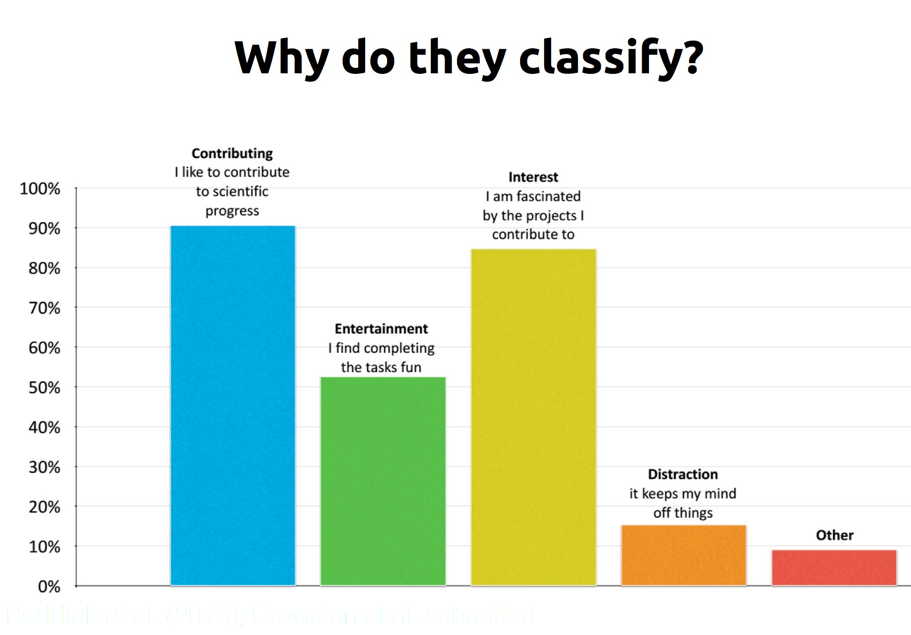 Why do they classify?
Contributing
I like to contribute
to scientific
progress
Interest
I am fascinated
by the projects I
contribute to
Entertainment
I find completing
the tasks fun
Distraction
it keeps my mind
off things
Other
100%
90%
80%
70%
60%
50%
40%
30%
20%
10%
0%